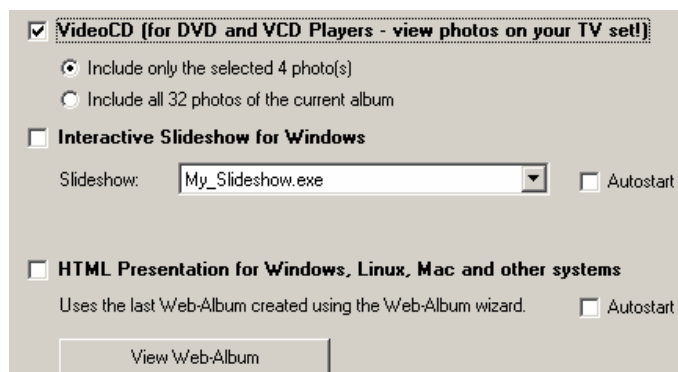 VideoCD (for DVD and VCD Players - view photos on your TV set!)
Include only the selected 4 photo(s)
Include all 32 photos of the current album
Interactive Slideshow for Windows
Slideshow: My_Slideshow.exe Autostart
HTML Presentation for Windows, Linux, Mac and other systems
Uses the last Web-Album created using the Web-Album wizard. Autostart
View Web-Album